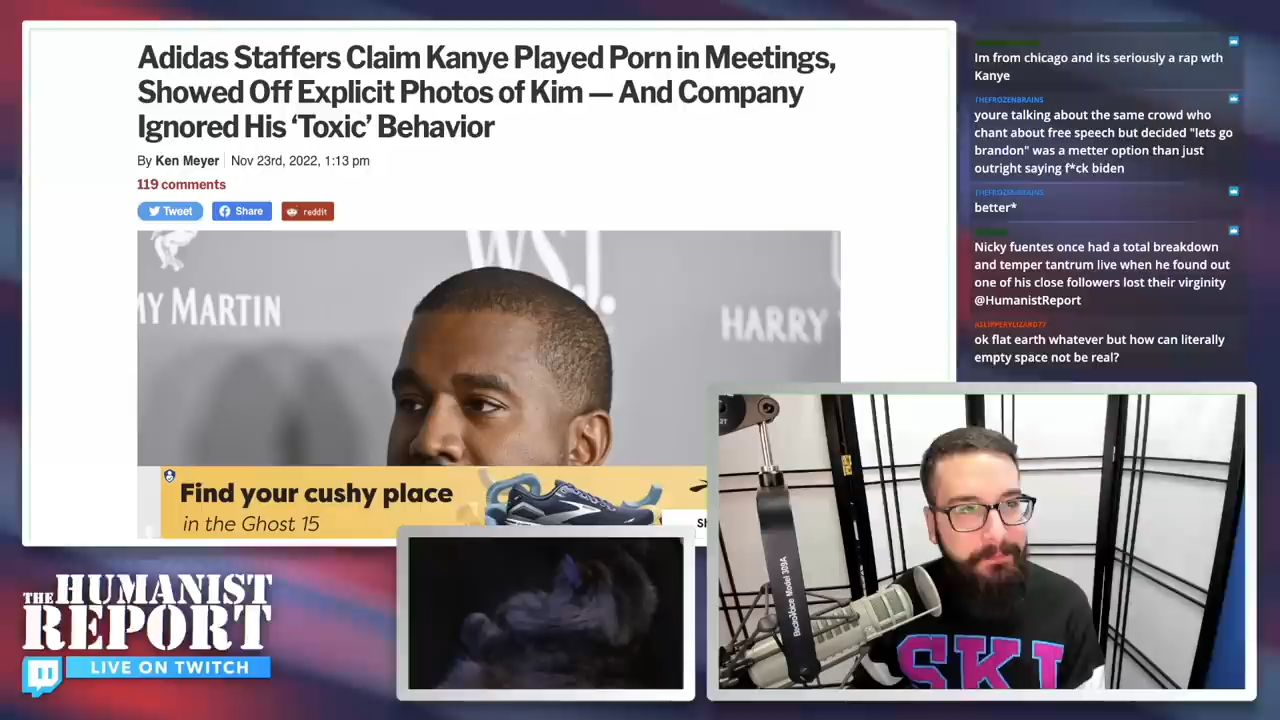 Adidas Staffers Claim Kanye Played Porn in Meetings,
Showed Off Explicit Photos of Kim — And Company
Ignored His ‘Toxic’ Behavior
By Ken Meyer | Nov 23rd, 2022, 1:13 pm
119 comments
Tweet
Share
reddit
WSJ.
MY MARTIN
HARRY
Find your cushy place
in the Ghost 15
Sh
THE HUMANIST
REPORT
LIVE ON TWITCH
Im from chicago and its seriously a rap wth
Kanye
THEFROZENBRAINS
youre talking about the same crowd who
chant about free speech but decided "lets go
brandon" was a metter option than just
outright saying f*ck biden
THEFROZENBRAINS
better*
Nicky fuentes once had a total breakdown
and temper tantrum live when he found out
one of his close followers lost their virginity
@HumanistReport
ASLIPPERYLIZARD77
ok flat earth whatever but how can literally
empty space not be real?
SKI